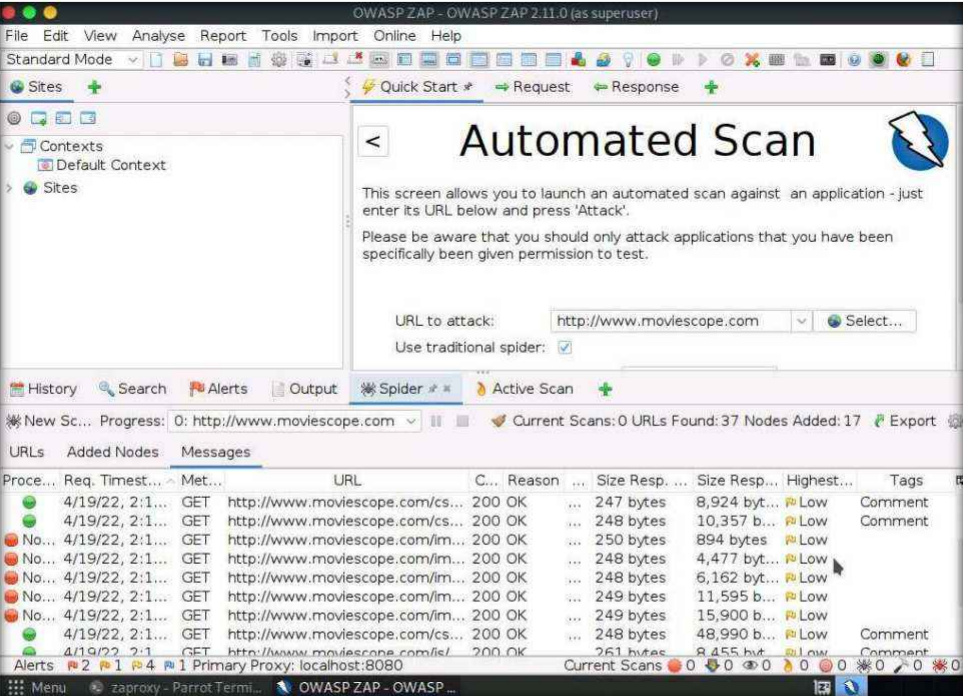 OWASP ZAP - OWASP ZAP 2.11.0 (as superuser)
File Edit View Analyse Report Tools Import Online Help
Standard Mode
Sites
Quick Start Request Response
Contexts
Default Context
Sites
<
Automated Scan
This screen allows you to launch an automated scan against an application - just
enter its URL below and press 'Attack'.
Please be aware that you should only attack applications that you have been
specifically been given permission to test.
URL to attack: http://www.moviescope.com Select...
Use traditional spider:
History Search Alerts Output Spider Active Scan
New Sc... Progress: 0: http://www.moviescope.com Current Scans: 0 URLs Found: 37 Nodes Added: 17 Export
URLs Added Nodes Messages
Proce... Req. Timest... Met... URL C... Reason ... Size Resp. ... Size Resp... Highest... Tags
4/19/22, 2:1... GET http://www.moviescope.com/cs... 200 OK ... 247 bytes 8,924 byt... Low Comment
4/19/22, 2:1... GET http://www.moviescope.com/cs... 200 OK ... 248 bytes 10,357 b... Low Comment
No... 4/19/22, 2:1... GET http://www.moviescope.com/im... 200 OK ... 250 bytes 894 bytes Low
No... 4/19/22, 2:1... GET http://www.moviescope.com/im... 200 OK ... 248 bytes 4,477 byt... Low
No... 4/19/22, 2:1... GET http://www.moviescope.com/im... 200 OK ... 248 bytes 6,162 byt... Low
No... 4/19/22, 2:1... GET http://www.moviescope.com/im... 200 OK ... 249 bytes 11,595 b... Low
No... 4/19/22, 2:1... GET http://www.moviescope.com/im... 200 OK ... 249 bytes 15,900 b... Low
4/19/22, 2:1... GET http://www.moviescope.com/cs... 200 OK ... 248 bytes 48,990 b... Low Comment
4/19/22, 2:1... GET http://www.moviescope.com/js/... 200 OK ... 261 bytes 8,455 byt... Low Comment
Alerts 2 1 4 1 Primary Proxy: localhost:8080 Current Scans 0 0 0 0 0 0 0 0
Menu zaproxy - Parrot Termi... OWASP ZAP - OWASP ...